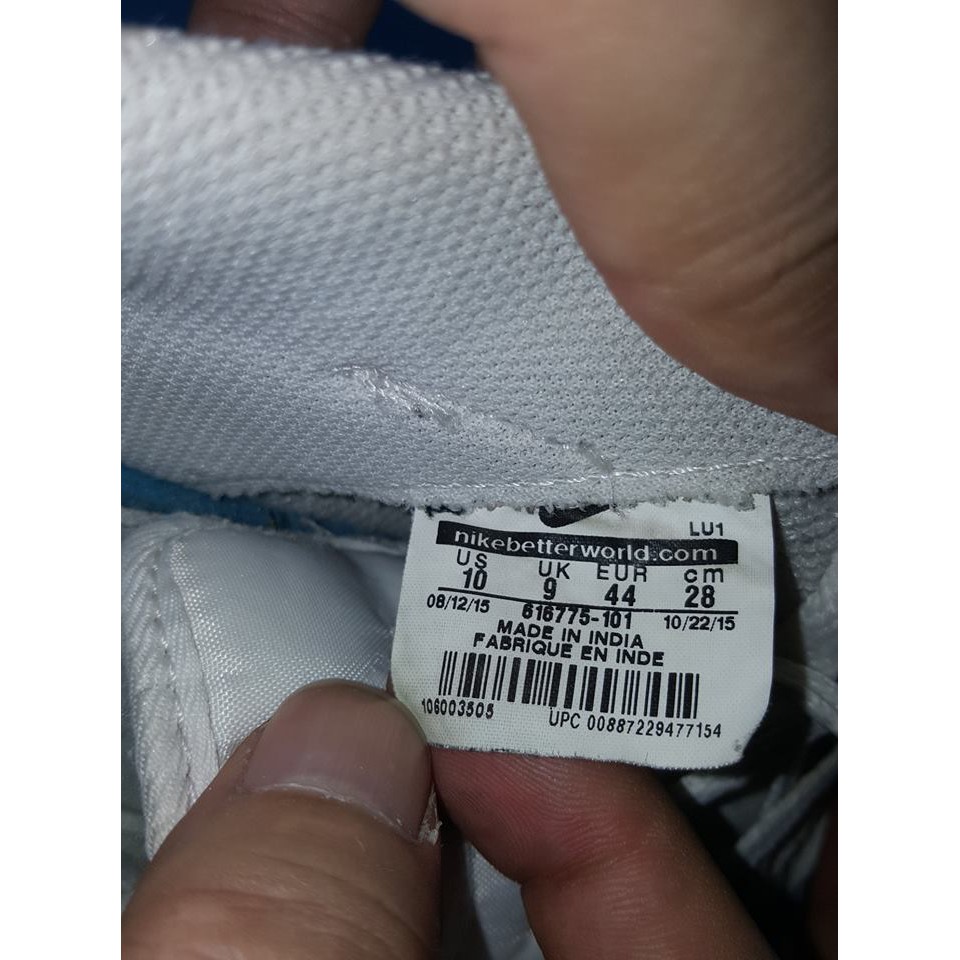 LU1
nikebetterworld.com
US UK EUR cm
10 9 44 28
08/12/15 616775-101 10/22/15
MADE IN INDIA
FABRIQUE EN INDE
106003505 UPC 00887229477154